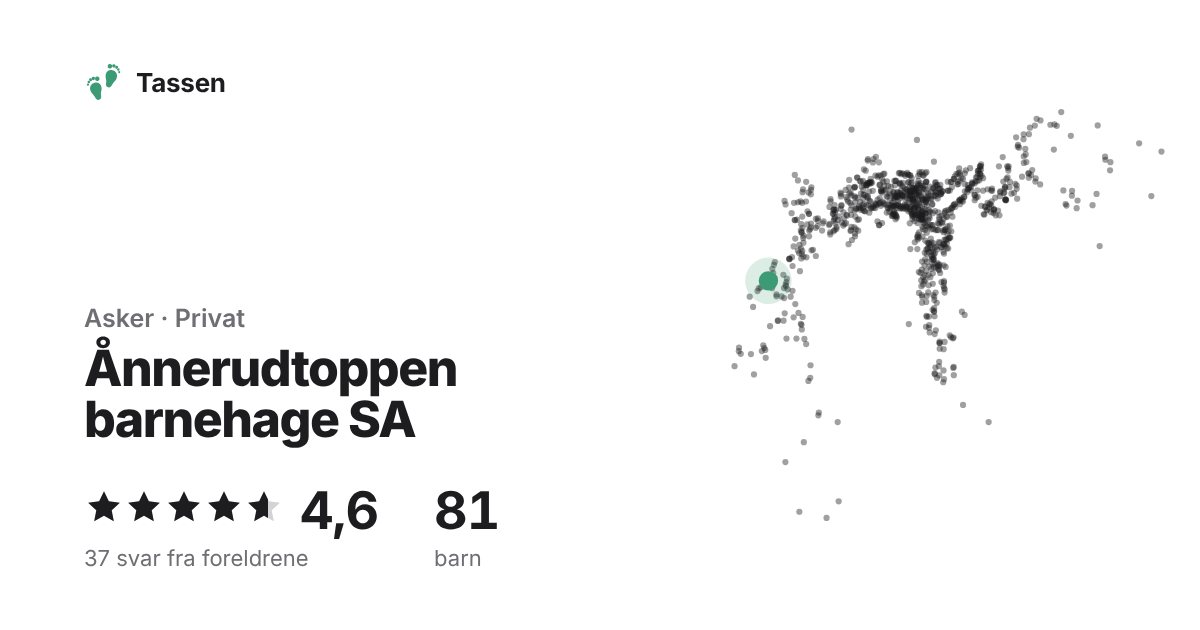 Tassen
Asker · Privat
Ånnerudtoppen
barnehage SA
4,6
37 svar fra foreldrene
81
barn